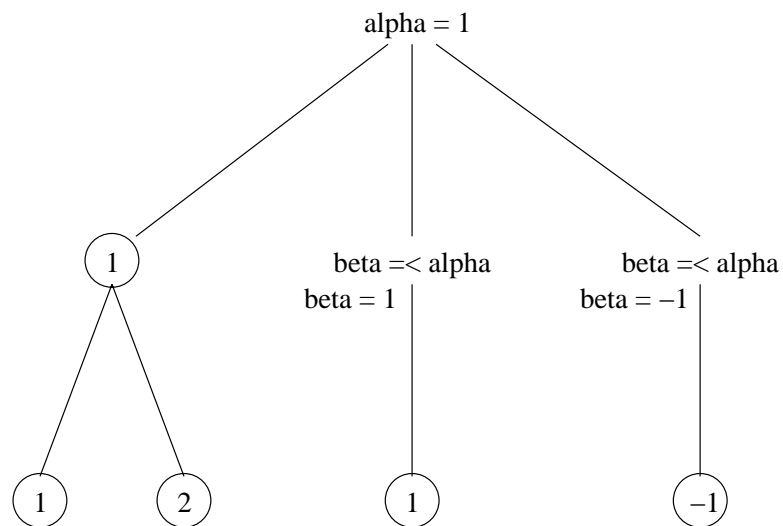 alpha = 1
1
beta =< alpha
beta =< alpha
beta = 1
beta = −1
1
2
1
−1